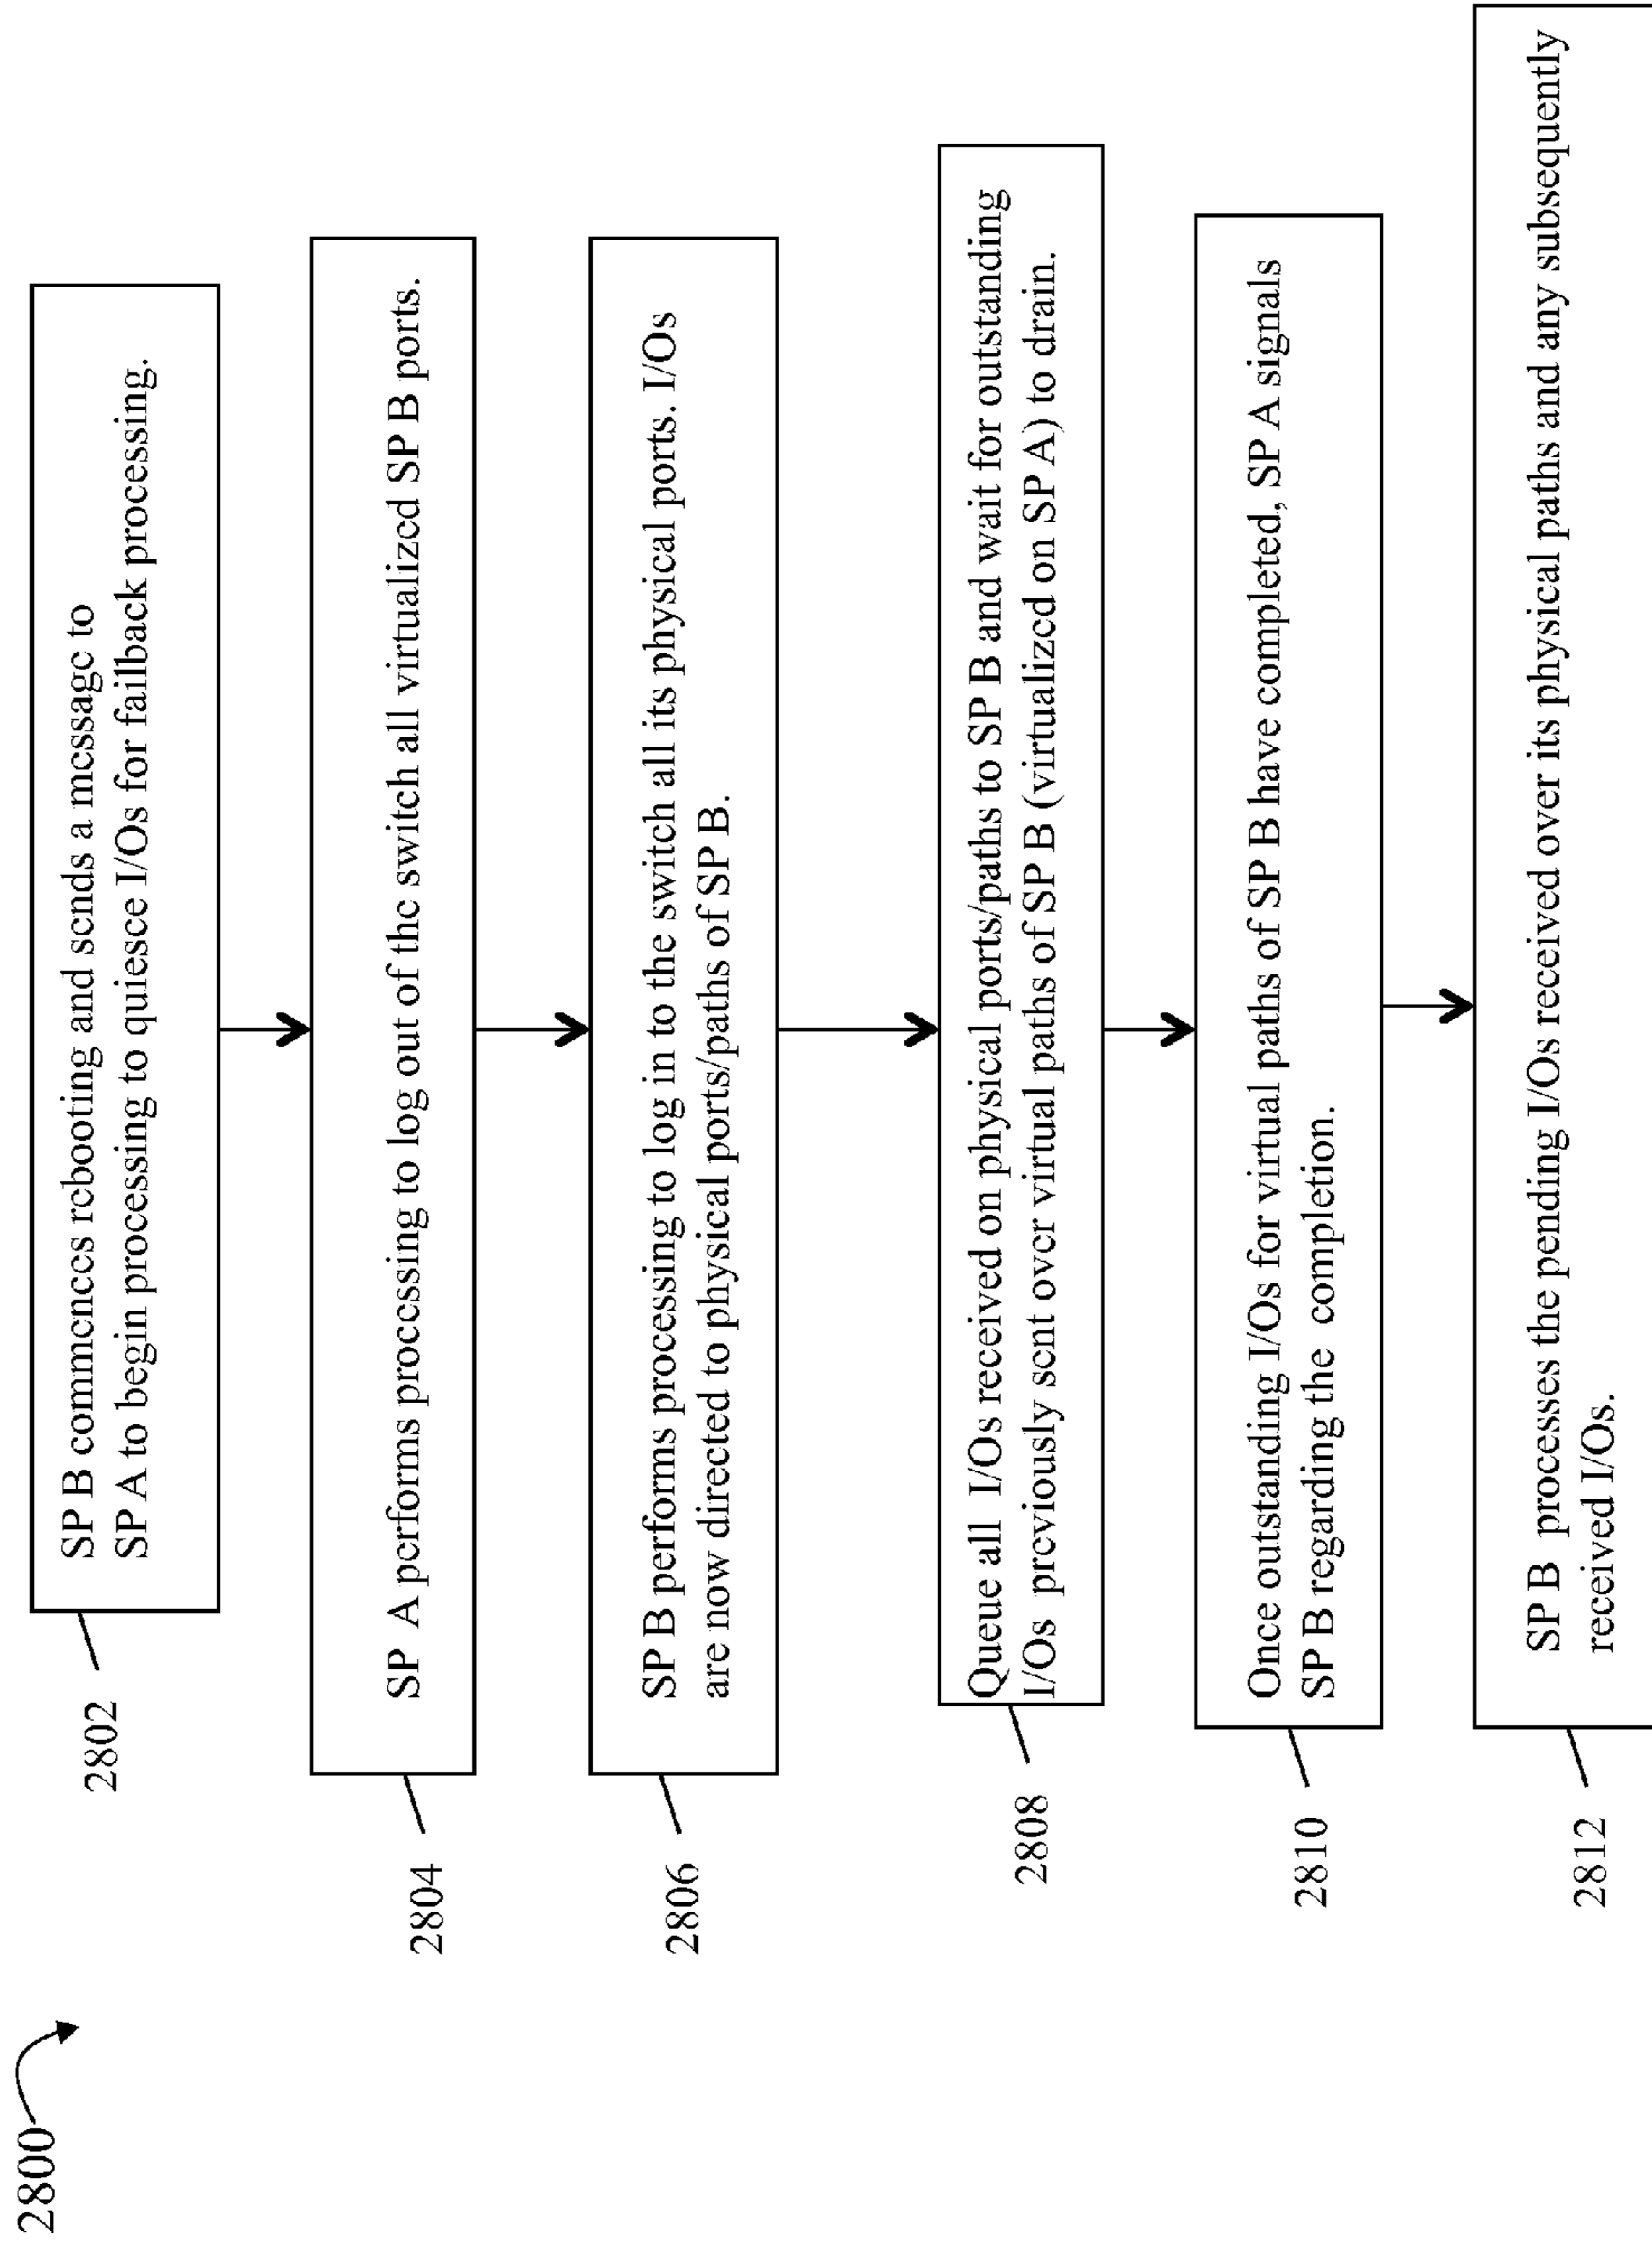 2800
2802
SP B commences rebooting and sends a message to
SP A to begin processing to quiesce I/Os for failback processing.
2804
SP A performs processing to log out of the switch all virtualized SP B ports.
2806
SP B performs processing to log in to the switch all its physical ports. I/Os
are now directed to physical ports/paths of SP B.
2808
Queue all I/Os received on physical ports/paths to SP B and wait for outstanding
I/Os previously sent over virtual paths of SP B (virtualized on SP A) to drain.
2810
Once outstanding I/Os for virtual paths of SP B have completed, SP A signals
SP B regarding the completion.
2812
SP B processes the pending I/Os received over its physical paths and any subsequently
received I/Os.